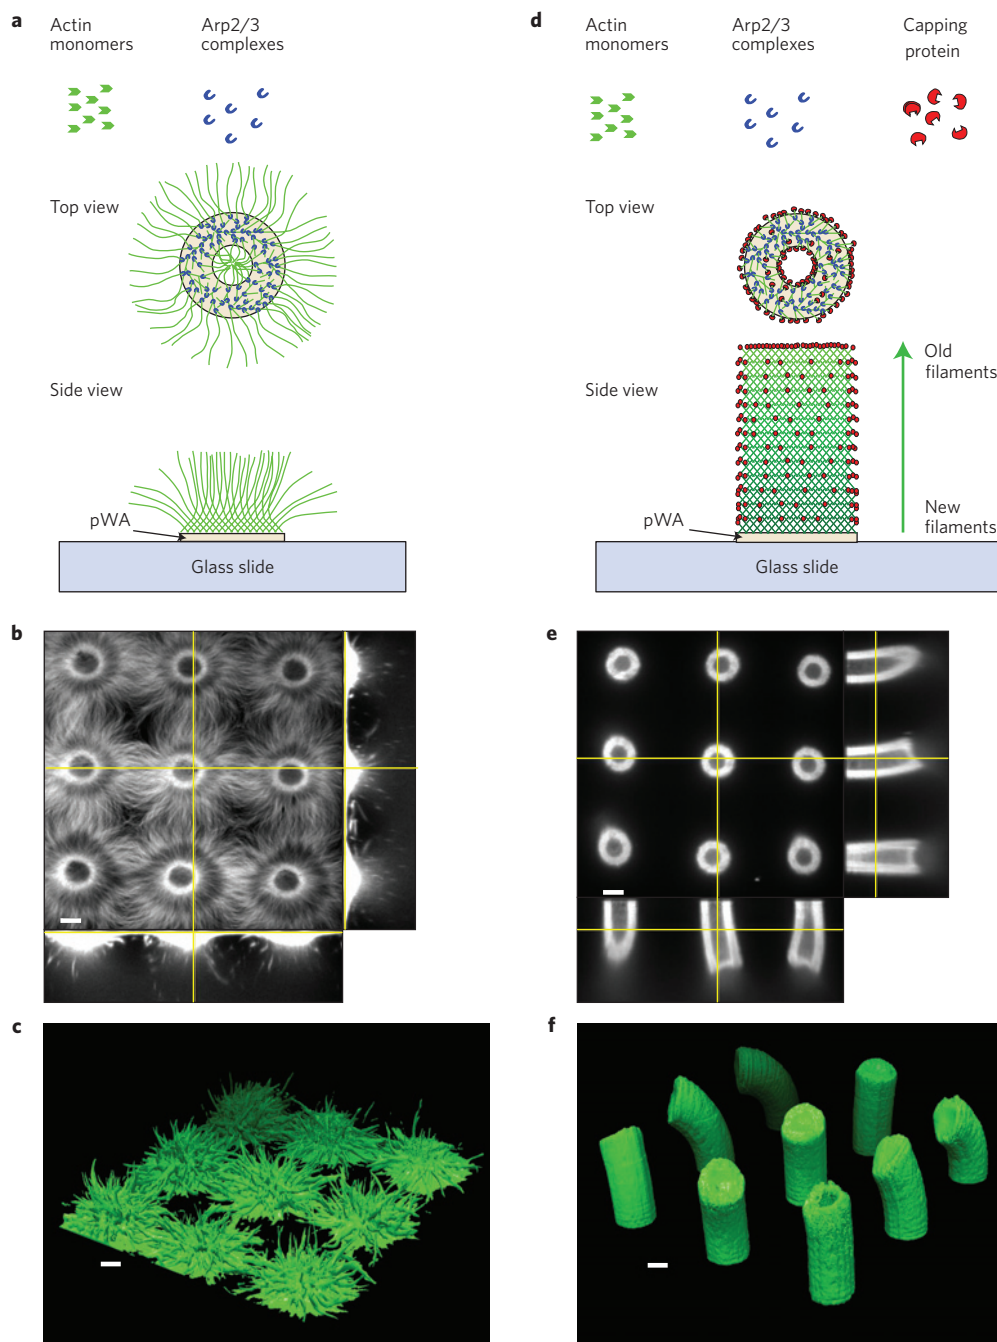 a
Actin
monomers
Arp2/3
complexes
Top view
Side view
pWA
Glass slide
b
c
d
Actin
monomers
Arp2/3
complexes
Capping
protein
Top view
Side view
Old
filaments
New
filaments
pWA
Glass slide
e
f